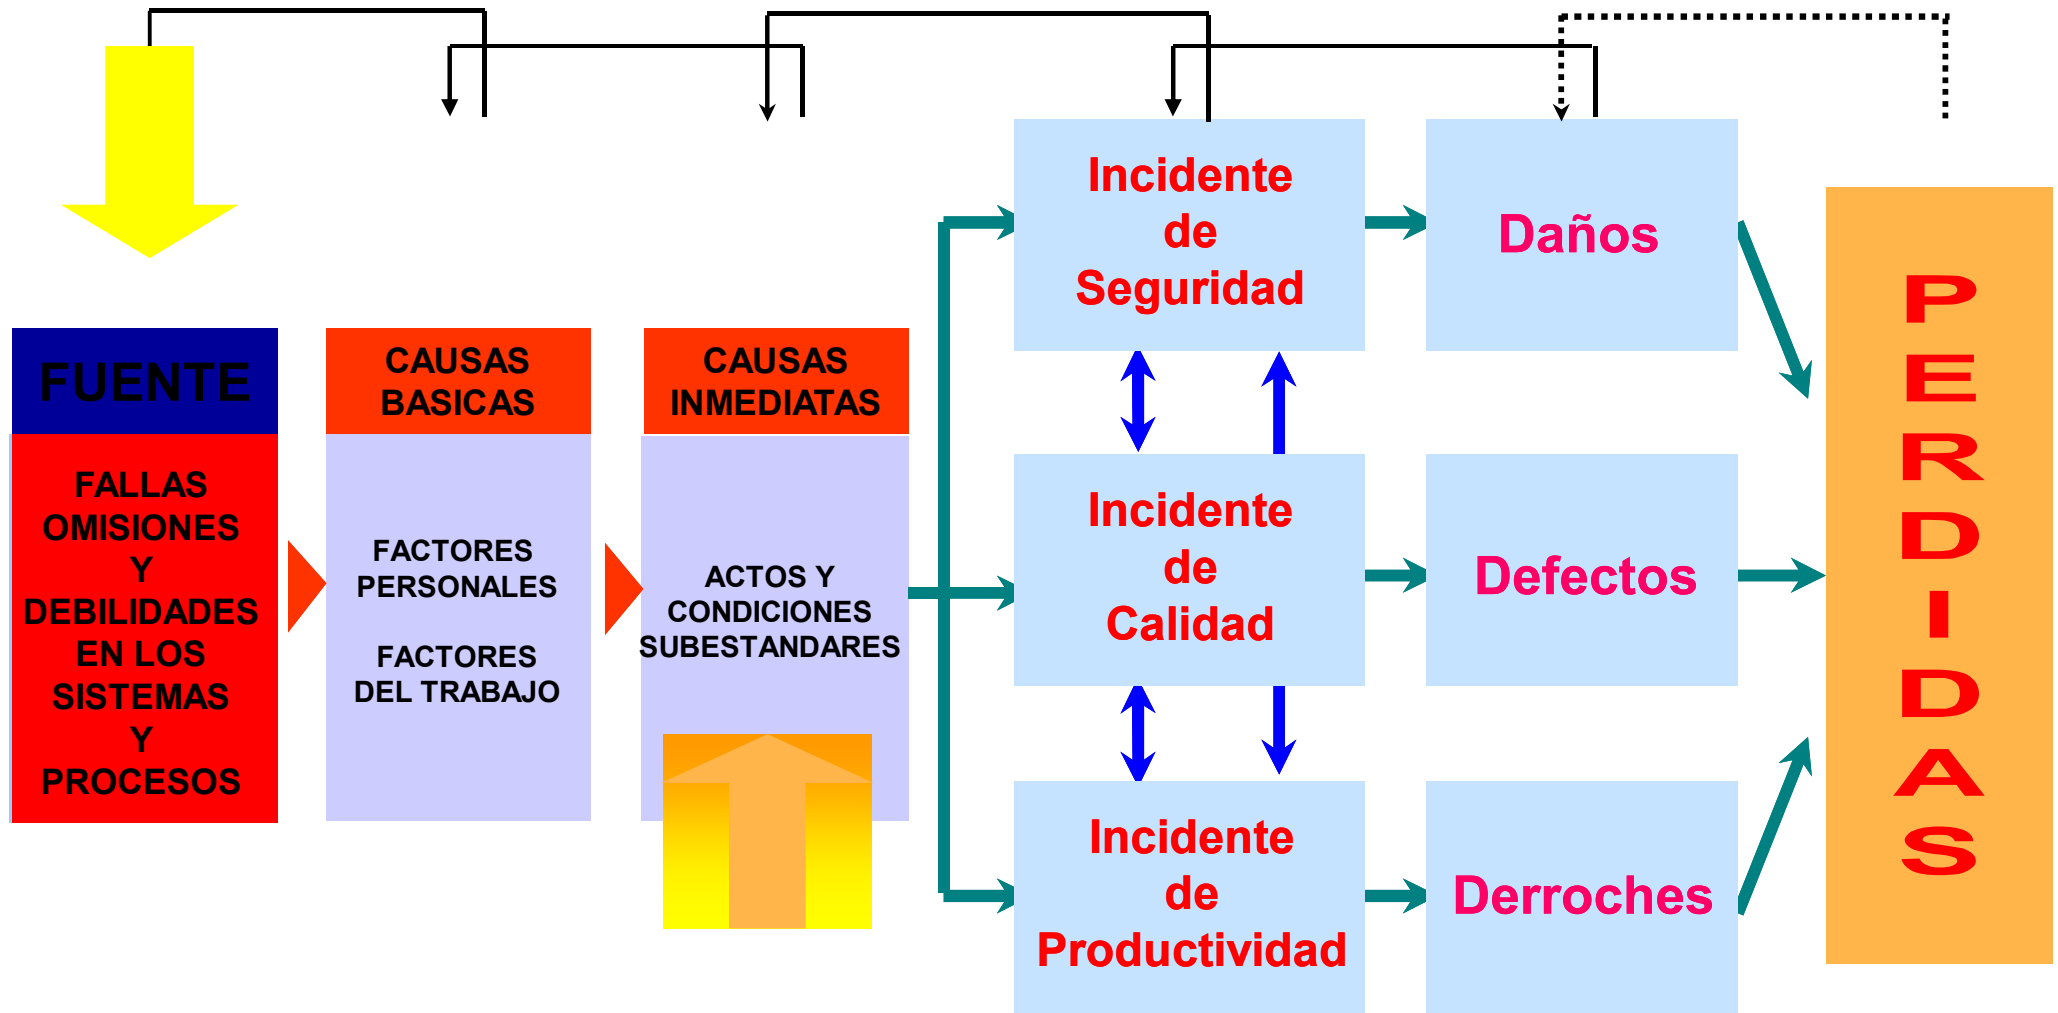 FUENTE
FALLAS
OMISIONES
Y
DEBILIDADES
EN LOS
SISTEMAS
Y
PROCESOS
CAUSAS
BASICAS
FACTORES
PERSONALES
FACTORES
DEL TRABAJO
CAUSAS
INMEDIATAS
ACTOS Y
CONDICIONES
SUBESTANDARES
Incidente
de
Seguridad
Daños
Incidente
de
Calidad
Defectos
Incidente
de
Productividad
Derroches
P
E
R
D
I
D
A
S